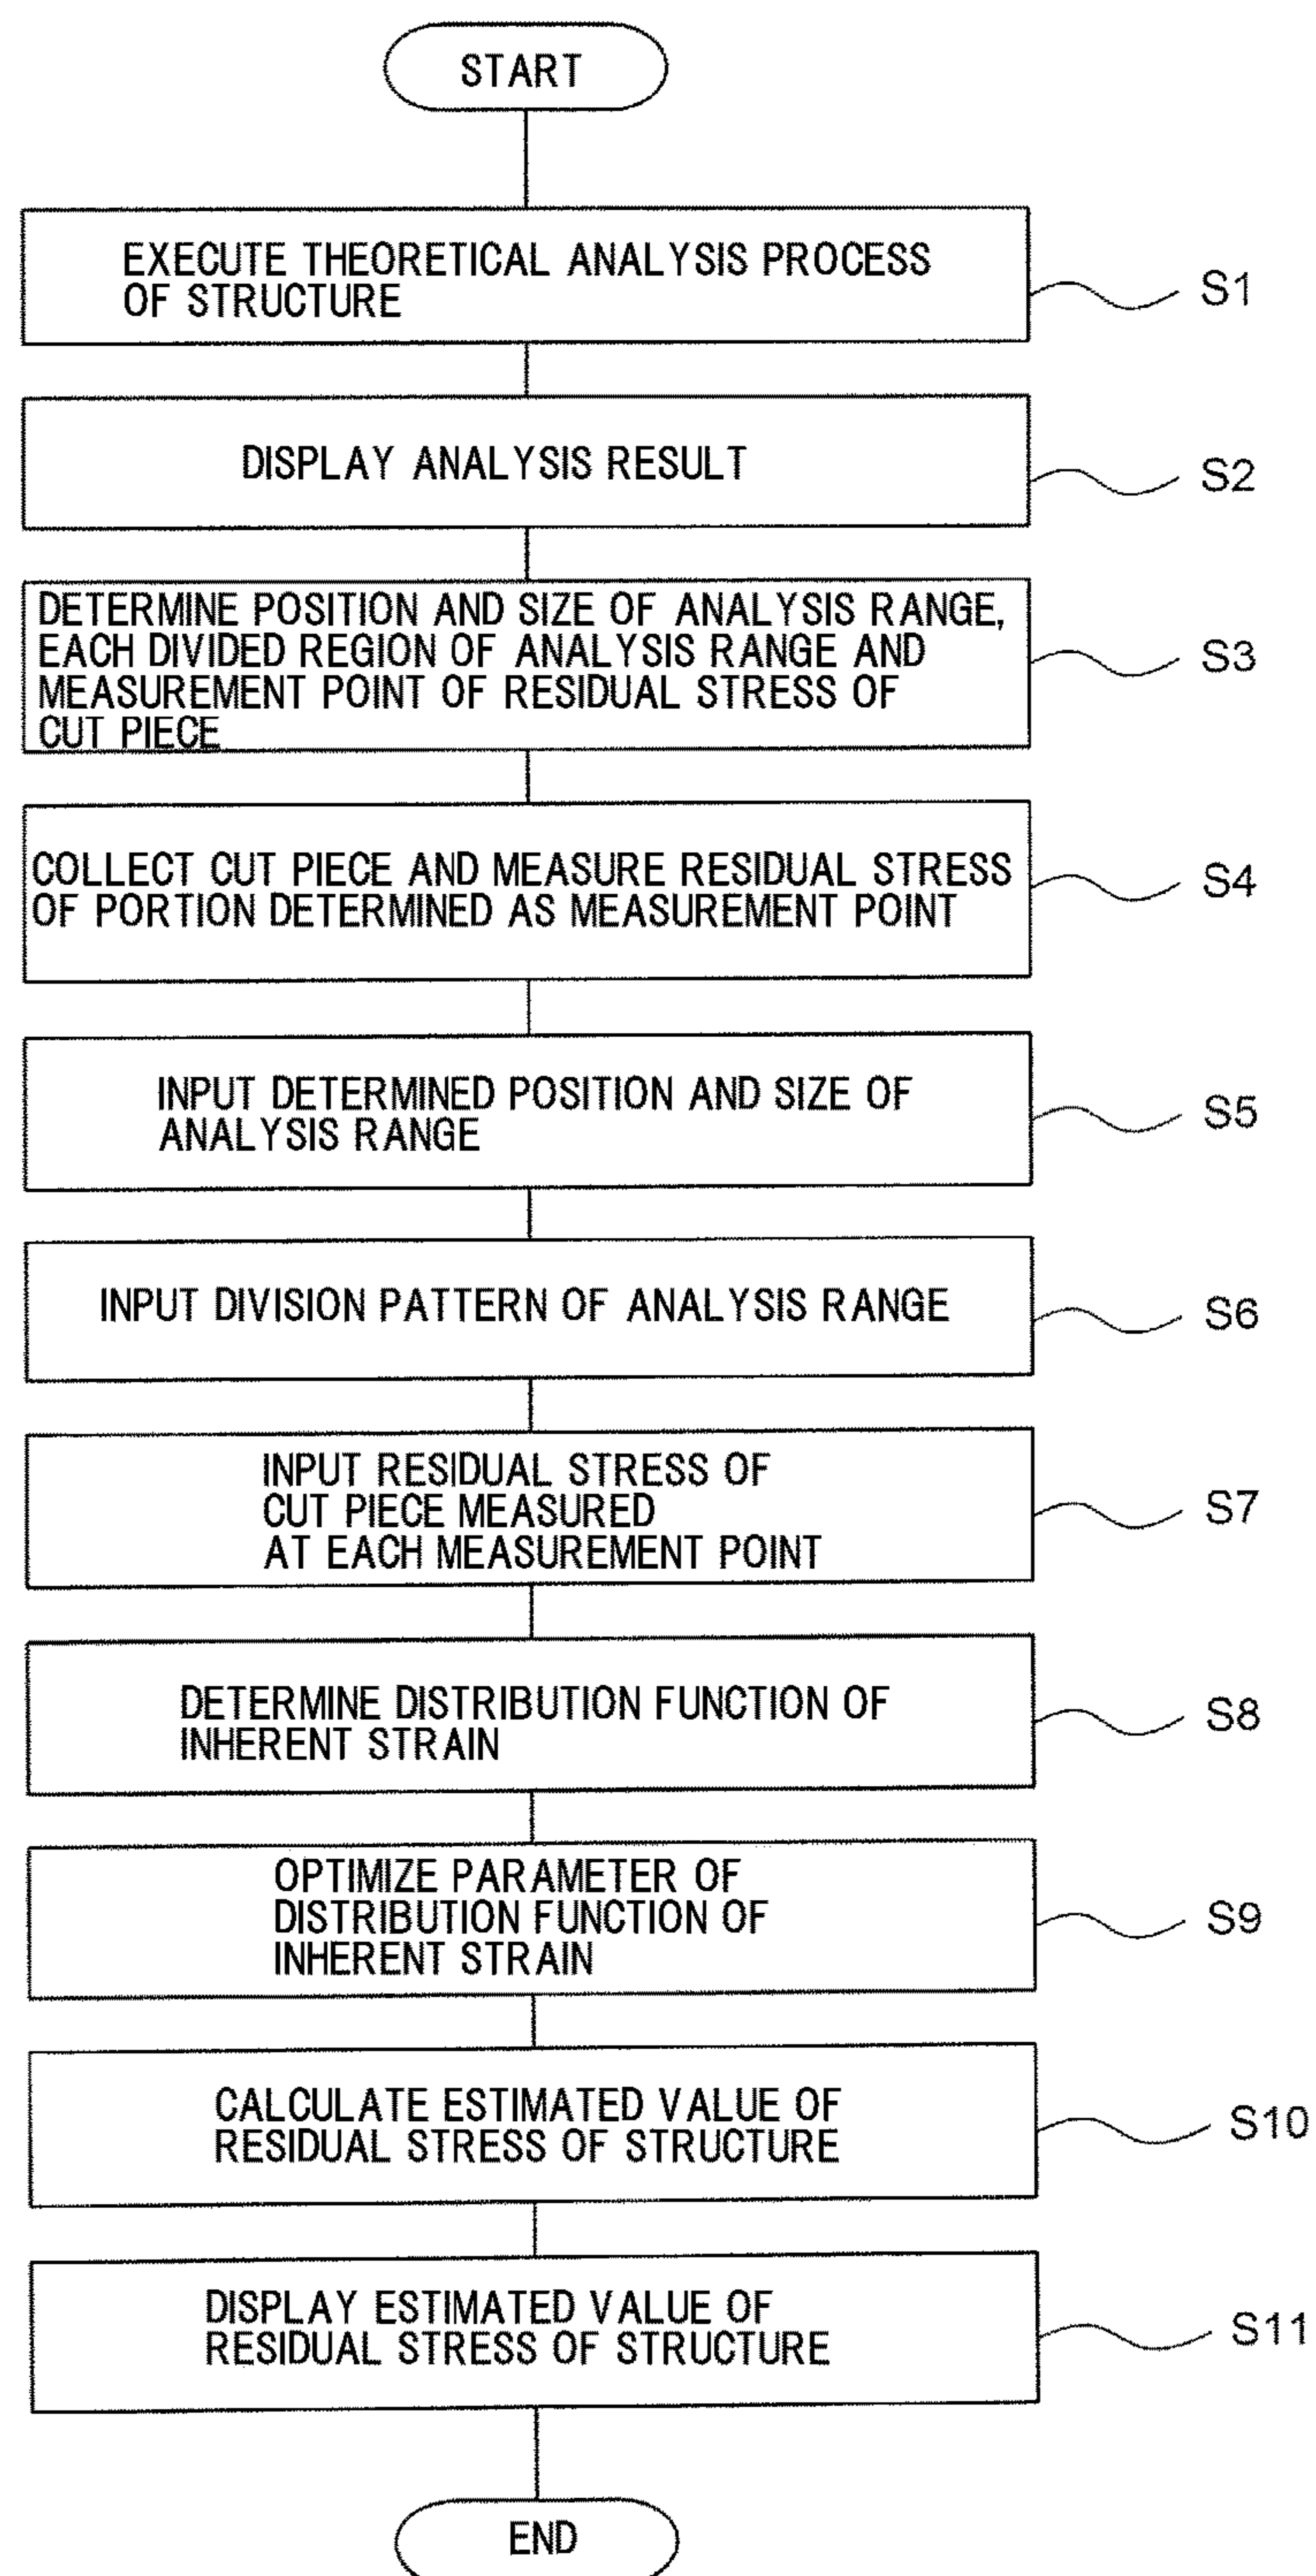 START
EXECUTE THEORETICAL ANALYSIS PROCESS
OF STRUCTURE
S1
DISPLAY ANALYSIS RESULT
S2
DETERMINE POSITION AND SIZE OF ANALYSIS RANGE,
EACH DIVIDED REGION OF ANALYSIS RANGE AND
MEASUREMENT POINT OF RESIDUAL STRESS OF
CUT PIECE
S3
COLLECT CUT PIECE AND MEASURE RESIDUAL STRESS
OF PORTION DETERMINED AS MEASUREMENT POINT
S4
INPUT DETERMINED POSITION AND SIZE OF
ANALYSIS RANGE
S5
INPUT DIVISION PATTERN OF ANALYSIS RANGE
S6
INPUT RESIDUAL STRESS OF
CUT PIECE MEASURED
AT EACH MEASUREMENT POINT
S7
DETERMINE DISTRIBUTION FUNCTION OF
INHERENT STRAIN
S8
OPTIMIZE PARAMETER OF
DISTRIBUTION FUNCTION OF
INHERENT STRAIN
S9
CALCULATE ESTIMATED VALUE OF
RESIDUAL STRESS OF STRUCTURE
S10
DISPLAY ESTIMATED VALUE OF
RESIDUAL STRESS OF STRUCTURE
S11
END